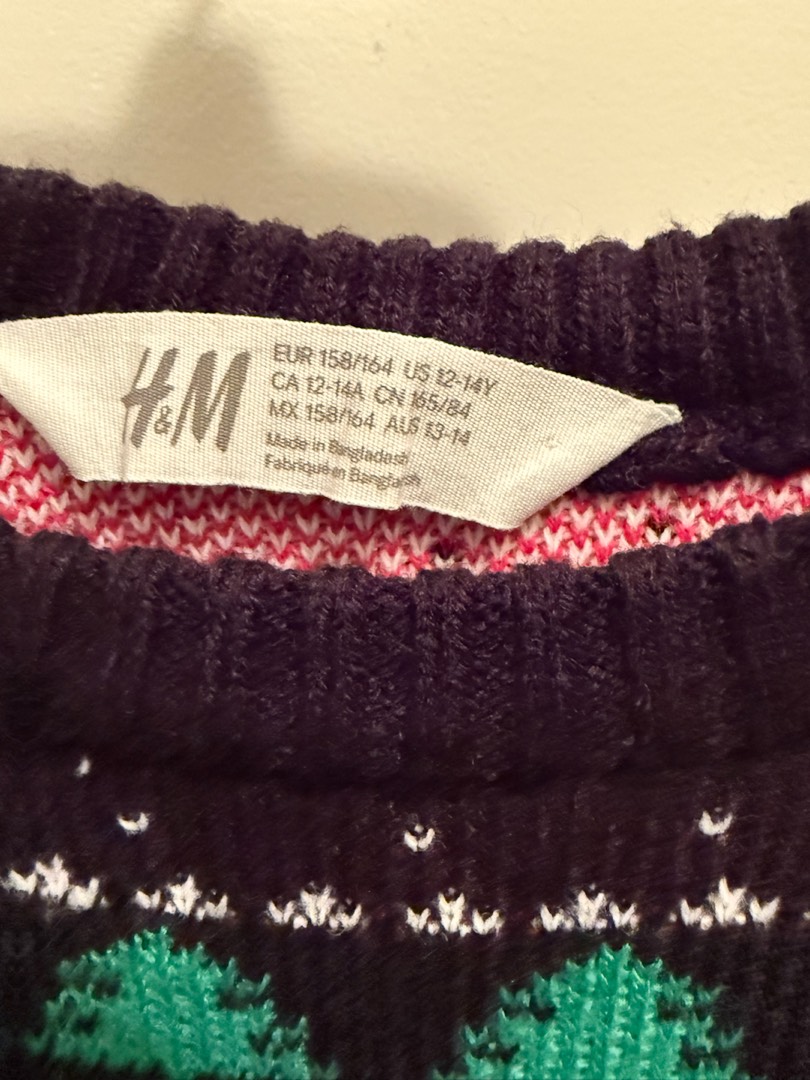 H&M
EUR 158/164 US 12-14Y
CA 12-14A CN 165/84
MX 158/164 AUS 13-14
Made in Bangladesh
Fabriqué en Bangladesh